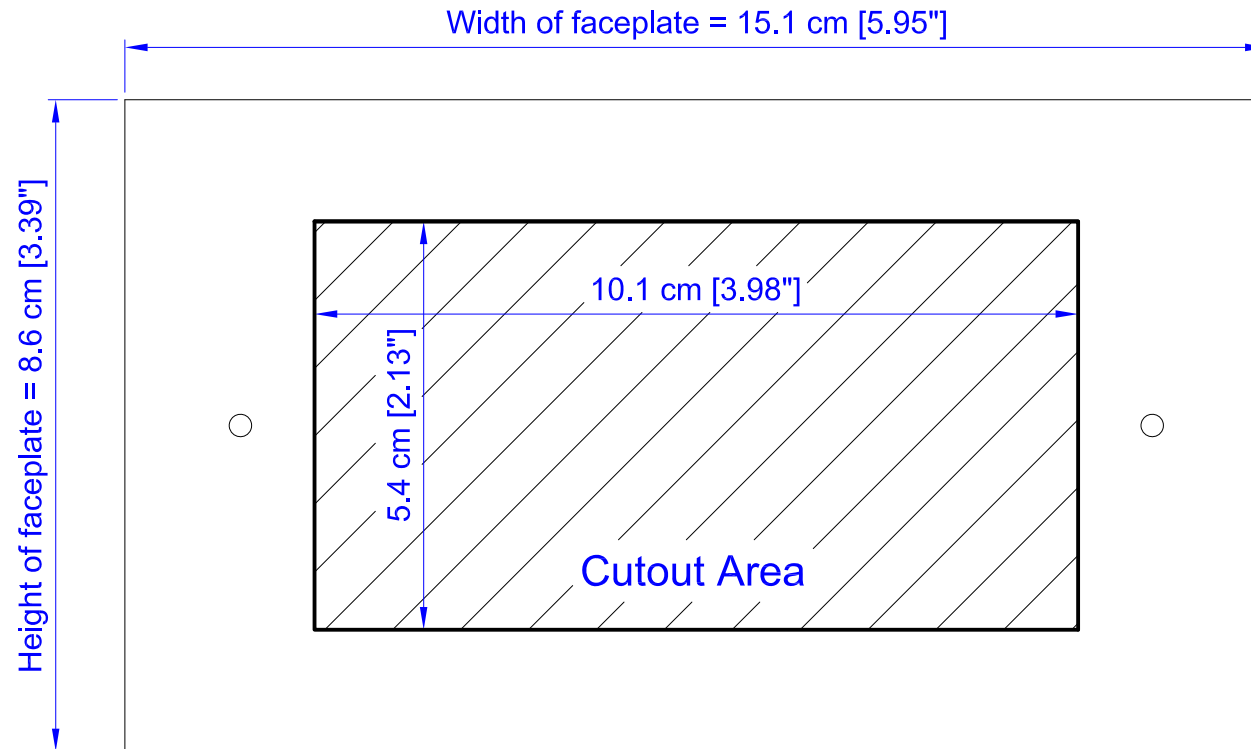 Width of faceplate = 15.1 cm [5.95"]
Height of faceplate = 8.6 cm [3.39"]
10.1 cm [3.98"]
5.4 cm [2.13"]
Cutout Area